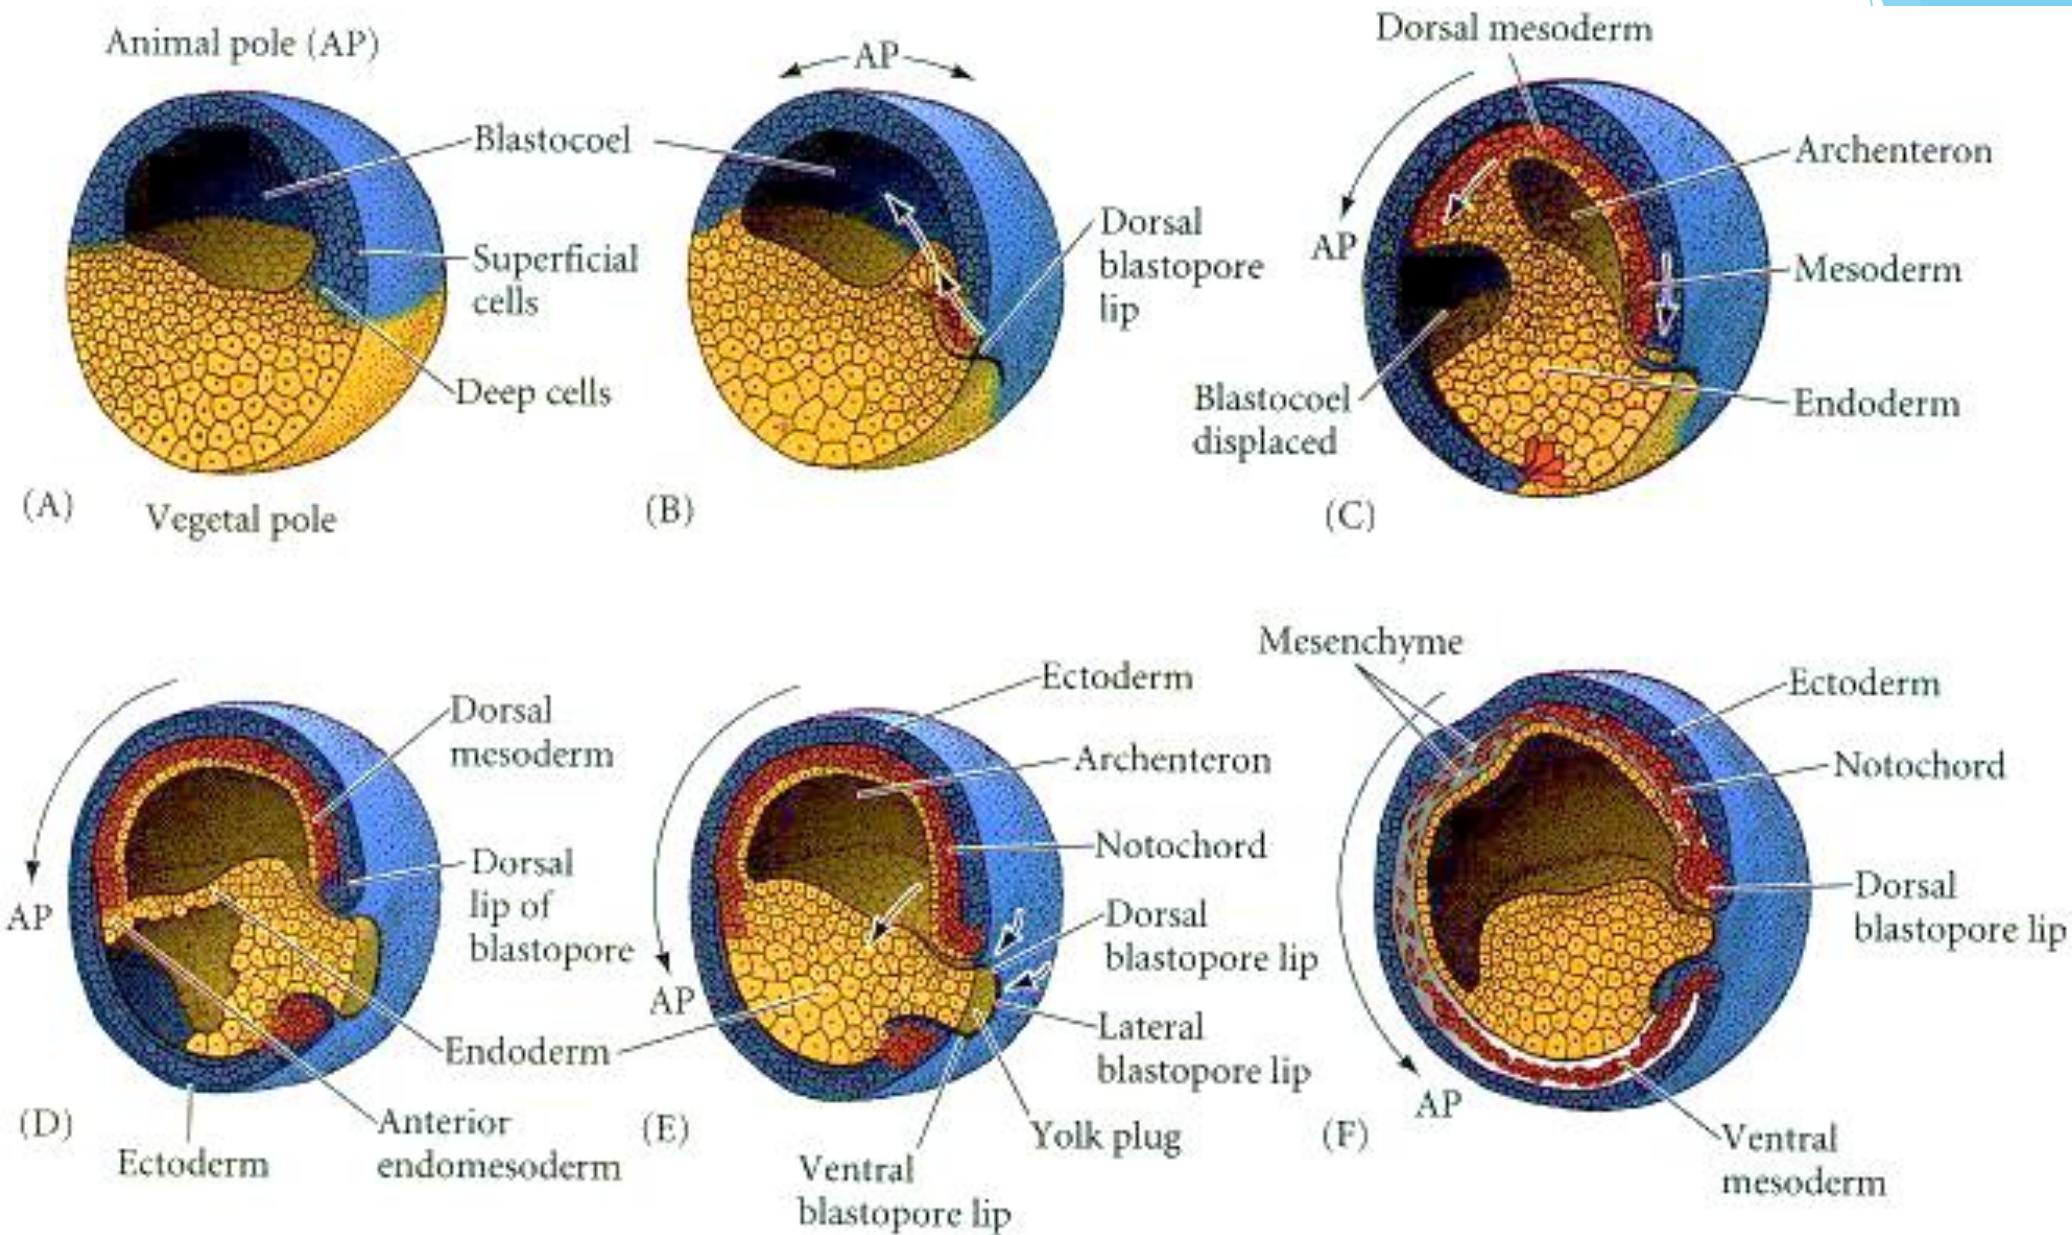 Animal pole (AP)
Blastocoel
Superficial
cells
Deep cells
(A)
Vegetal pole
AP
Dorsal
blastopore
lip
(B)
Dorsal mesoderm
Archenteron
AP
Mesoderm
Blastocoel
displaced
Endoderm
(C)
Dorsal
mesoderm
AP
Dorsal
lip of
blastopore
Endoderm
(D)
Ectoderm
Anterior
endomesoderm
Ectoderm
Archenteron
Notochord
AP
Dorsal
blastopore lip
Lateral
blastopore lip
(E)
Yolk plug
Ventral
blastopore lip
Mesenchyme
Ectoderm
Notochord
Dorsal
blastopore lip
AP
(F)
Ventral
mesoderm